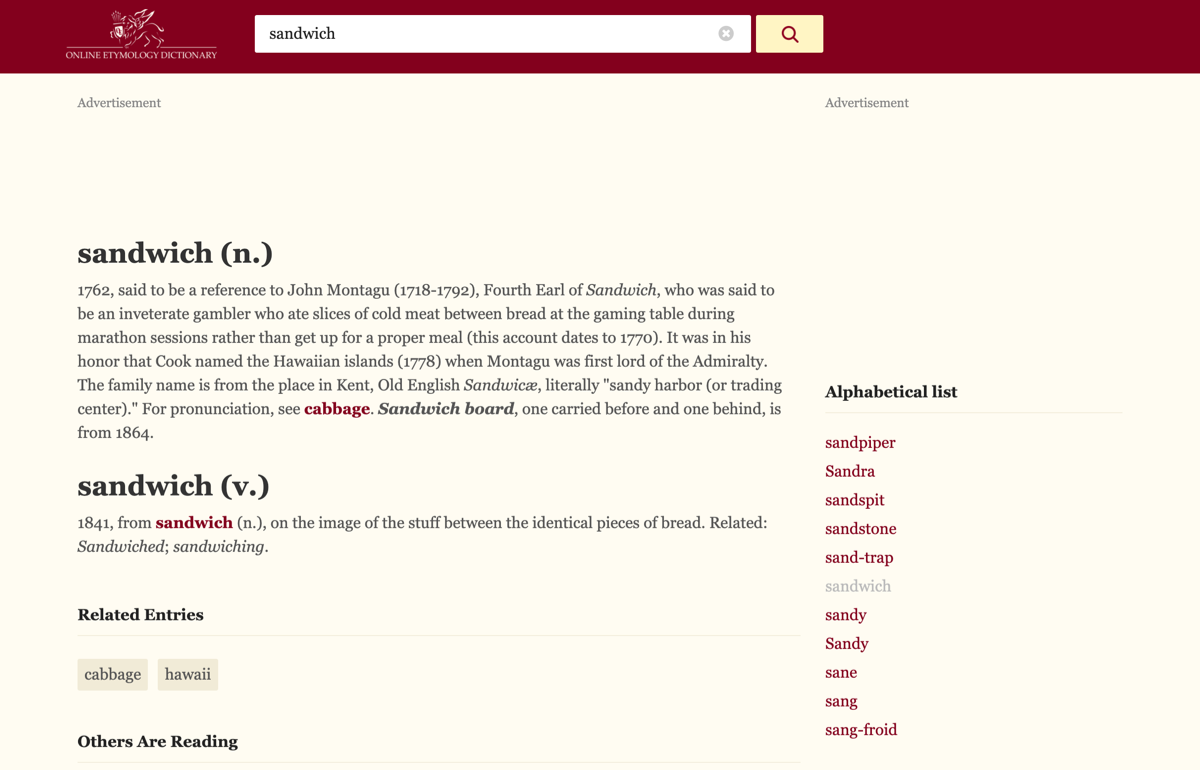 ONLINE ETYMOLOGY DICTIONARY
sandwich
Advertisement
Advertisement
sandwich (n.)
1762, said to be a reference to John Montagu (1718-1792), Fourth Earl of Sandwich, who was said to
be an inveterate gambler who ate slices of cold meat between bread at the gaming table during
marathon sessions rather than get up for a proper meal (this account dates to 1770). It was in his
honor that Cook named the Hawaiian islands (1778) when Montagu was first lord of the Admiralty.
The family name is from the place in Kent, Old English Sandwicæ, literally "sandy harbor (or trading
center)." For pronunciation, see cabbage. Sandwich board, one carried before and one behind, is
from 1864.
sandwich (v.)
1841, from sandwich (n.), on the image of the stuff between the identical pieces of bread. Related:
Sandwiched; sandwiching.
Related Entries
cabbage hawaii
Others Are Reading
Alphabetical list
sandpiper
Sandra
sandspit
sandstone
sand-trap
sandwich
sandy
Sandy
sane
sang
sang-froid